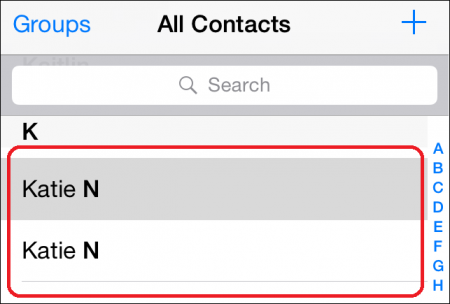 Groups All Contacts +
Kaitlin
Search
K
Katie N
Katie N
A
B
C
D
E
F
G
H